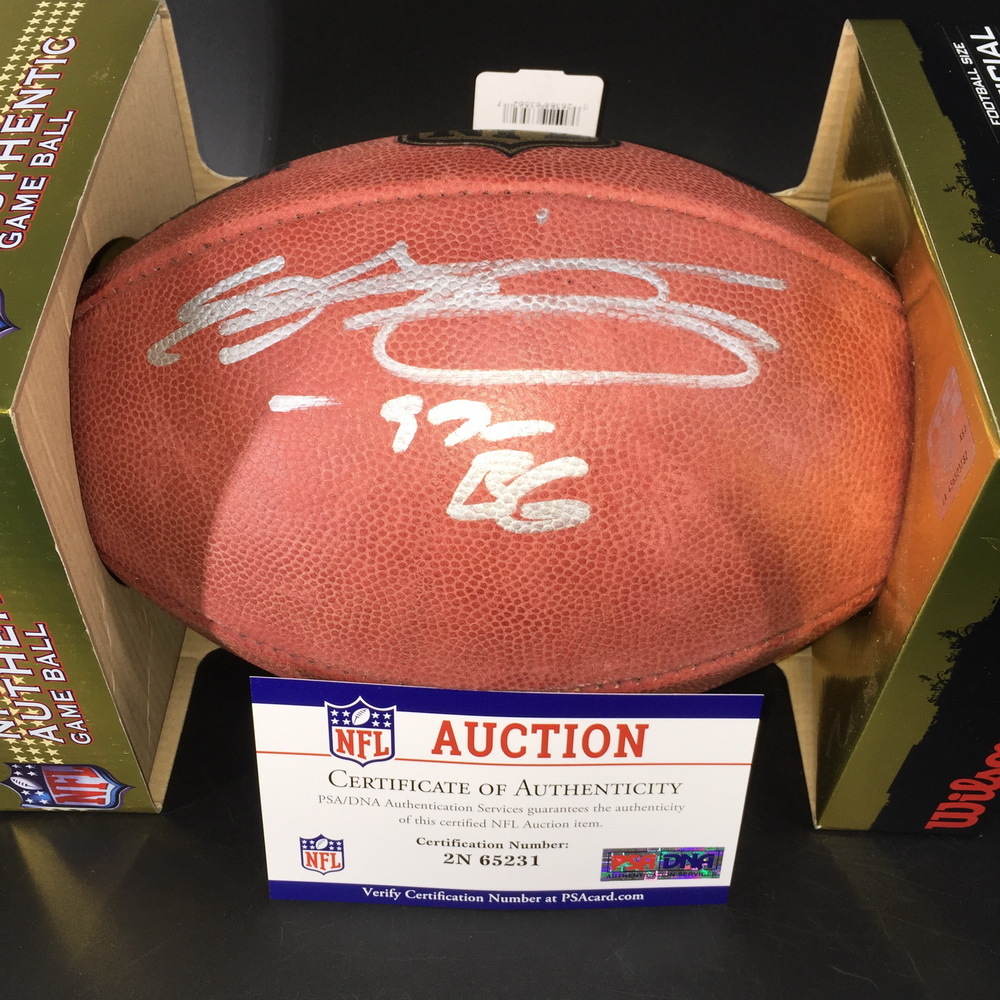 AUTHENTIC
GAME BALL
FOOTBALL SIZE
97
BG
AUTHENTIC
GAME BALL
NFL
Wilson
NFL AUCTION
CERTIFICATE OF AUTHENTICITY
PSA/DNA Authentication Services guarantees the authenticity
of this certified NFL Auction item.
Certification Number:
2N 65231
NFL
PSA DNA
Verify Certification Number at PSAcard.com